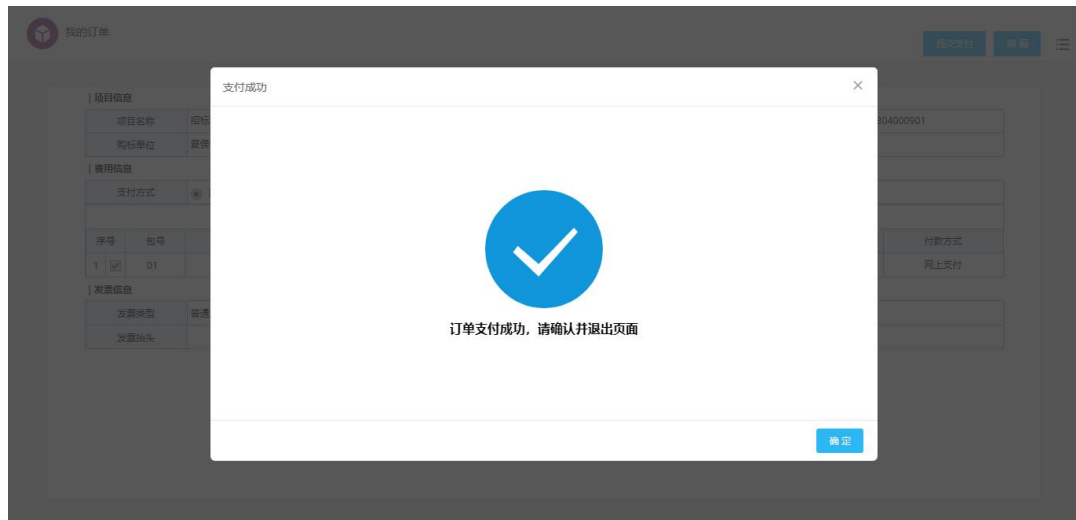 我的订单
提交支付 编辑
支付成功 ×
| 项目信息
项目名称 招标 304000901
购标单位
| 费用信息
支付方式
序号 包号 付款方式
1 01 网上支付
| 发票信息
发票类型 普通
发票抬头
订单支付成功，请确认并退出页面
确定